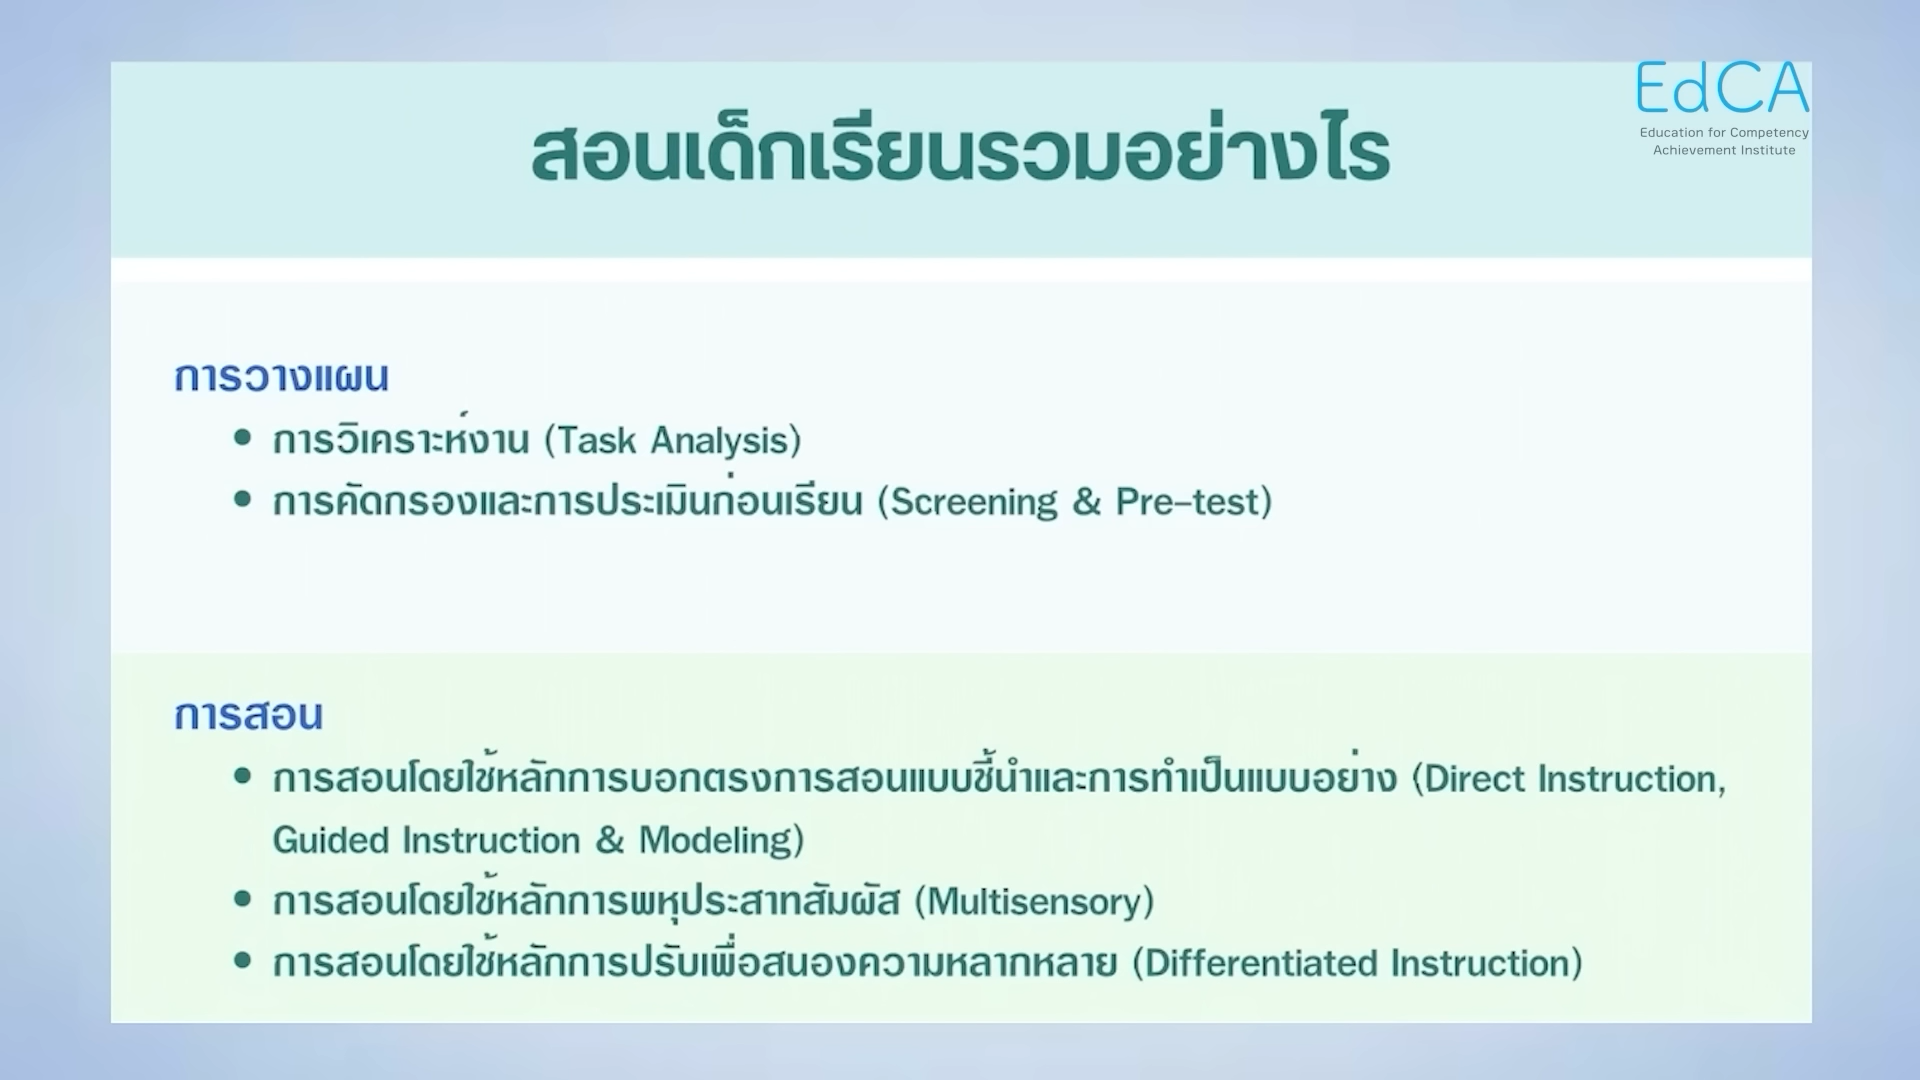 EdCA
Education for Competency
Achievement Institute
สอนเด็กเรียนรวมอย่างไร
การวางแผน
• การวิเคราะห์งาน (Task Analysis)
• การคัดกรองและการประเมินก่อนเรียน (Screening & Pre-test)
การสอน
• การสอนโดยใช้หลักการบอกตรงการสอนแบบชี้นำและการทำเป็นแบบอย่าง (Direct Instruction,
Guided Instruction & Modeling)
• การสอนโดยใช้หลักการพหุประสาทสัมผัส (Multisensory)
• การสอนโดยใช้หลักการปรับเพื่อสนองความหลากหลาย (Differentiated Instruction)